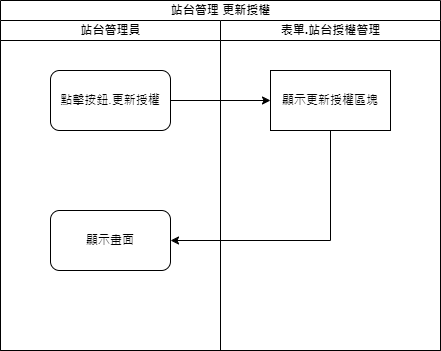 站台管理 更新授權
站台管理員
表單.站台授權管理
點擊按鈕.更新授權
顯示更新授權區塊
顯示畫面